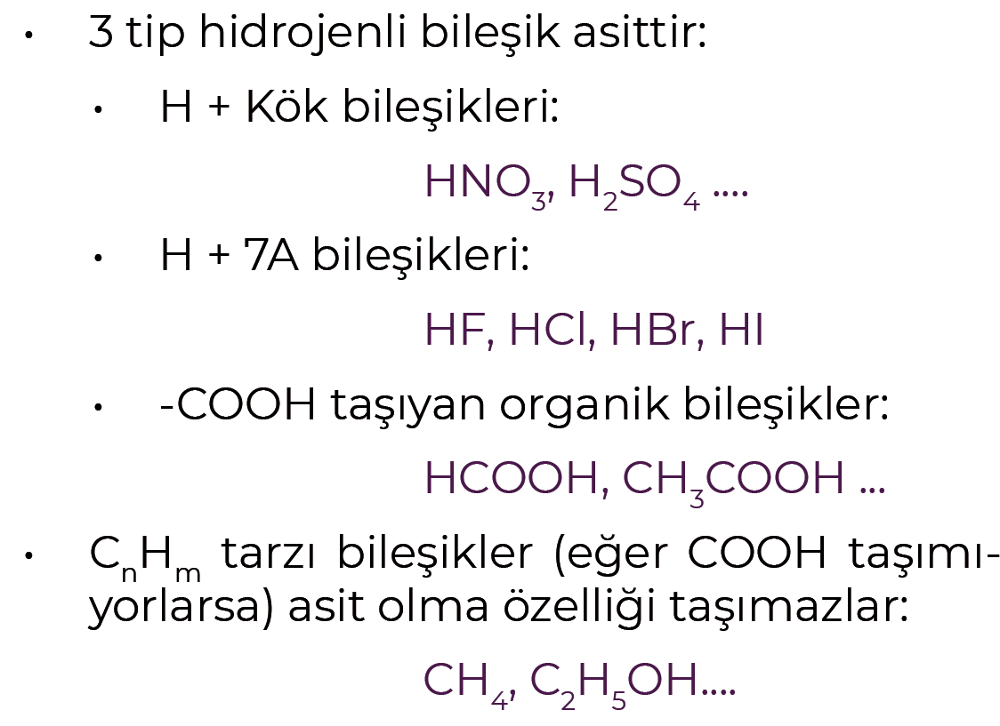 • 3 tip hidrojenli bileşik asittir:
• H + Kök bileşikleri:
HNO₃, H₂SO₄ ....
• H + 7A bileşikleri:
HF, HCl, HBr, HI
• -COOH taşıyan organik bileşikler:
HCOOH, CH₃COOH ...
• CₙHₘ tarzı bileşikler (eğer COOH taşımı-
yorlarsa) asit olma özelliği taşımazlar:
CH₄, C₂H₅OH....